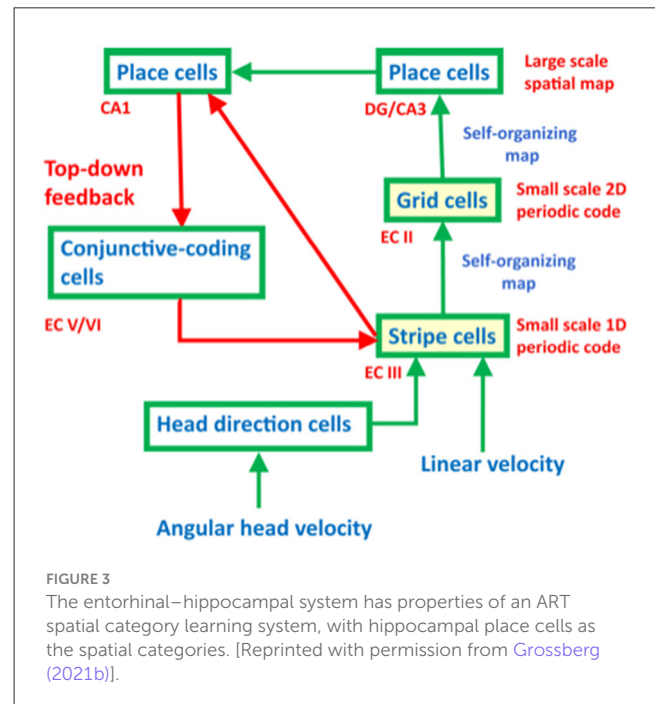 Place cells
CA1
Place cells
DG/CA3
Large scale
spatial map
Self-organizing
map
Top-down
feedback
Grid cells
EC II
Small scale 2D
periodic code
Conjunctive-coding
cells
EC V/VI
Self-organizing
map
Stripe cells
EC III
Small scale 1D
periodic code
Head direction cells
Linear velocity
Angular head velocity
FIGURE 3
The entorhinal–hippocampal system has properties of an ART
spatial category learning system, with hippocampal place cells as
the spatial categories. [Reprinted with permission from Grossberg
(2021b)].